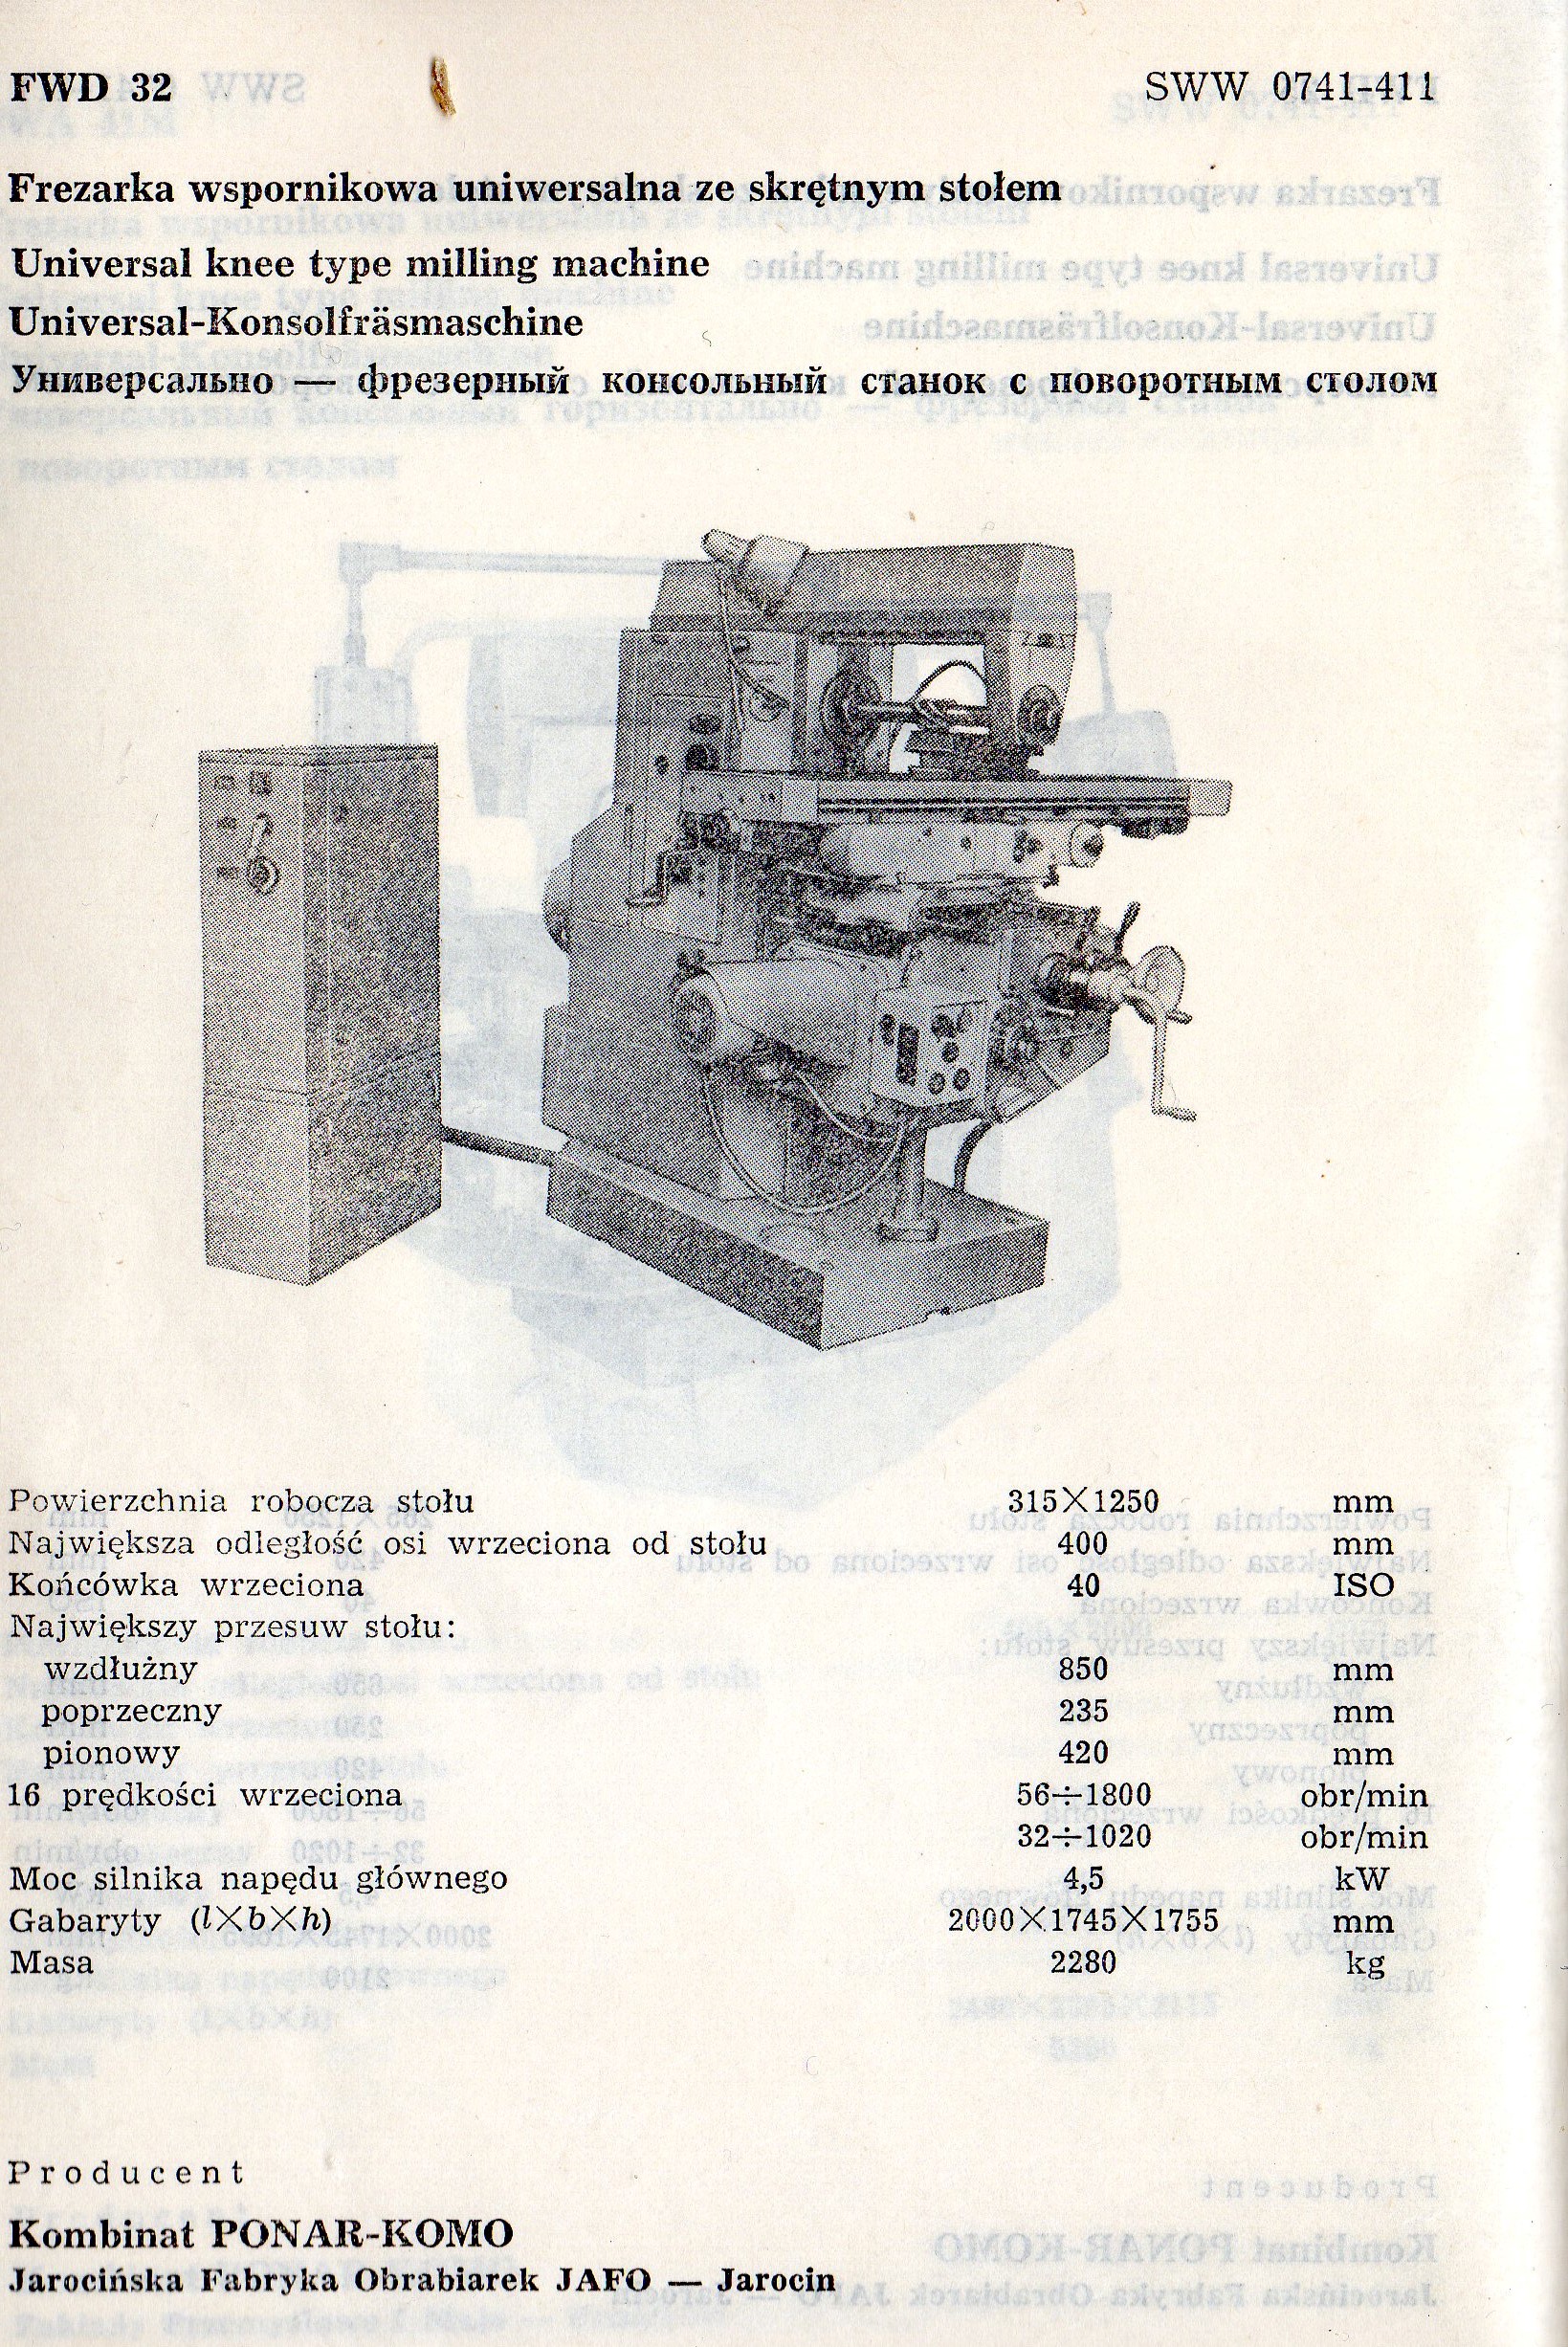 FWD 32 SWW 0741-411
Frezarka wspornikowa uniwersalna ze skrętnym stołem
Universal knee type milling machine
Universal-Konsolfräsmaschine
Универсально — фрезерный консольный станок с поворотным столом
Powierzchnia robocza stołu 315×1250 mm
Największa odległość osi wrzeciona od stołu 400 mm
Końcówka wrzeciona 40 ISO
Największy przesuw stołu:
wzdłużny 850 mm
poprzeczny 235 mm
pionowy 420 mm
16 prędkości wrzeciona 56÷1800 obr/min
32÷1020 obr/min
Moc silnika napędu głównego 4,5 kW
Gabaryty (l×b×h) 2000×1745×1755 mm
Masa 2280 kg
Producent
Kombinat PONAR-KOMO
Jarocińska Fabryka Obrabiarek JAFO — Jarocin